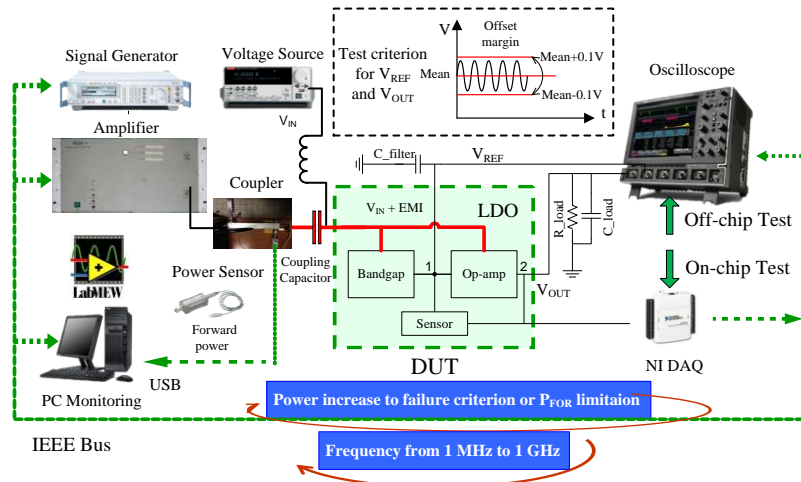 Signal Generator
Voltage Source
Test criterion
for V_REF
and V_OUT
V
Offset
margin
Mean+0.1V
Mean
Mean-0.1V
t
Oscilloscope
Amplifier
V_IN
C_filter
V_REF
Coupler
V_IN + EMI
LDO
R_load
C_load
Off-chip Test
On-chip Test
Coupling
Capacitor
Bandgap
1
Op-amp
2
V_OUT
LabVIEW
Power Sensor
Forward
power
Sensor
USB
DUT
NI DAQ
PC Monitoring
Power increase to failure criterion or P_FOR limitaion
IEEE Bus
Frequency from 1 MHz to 1 GHz